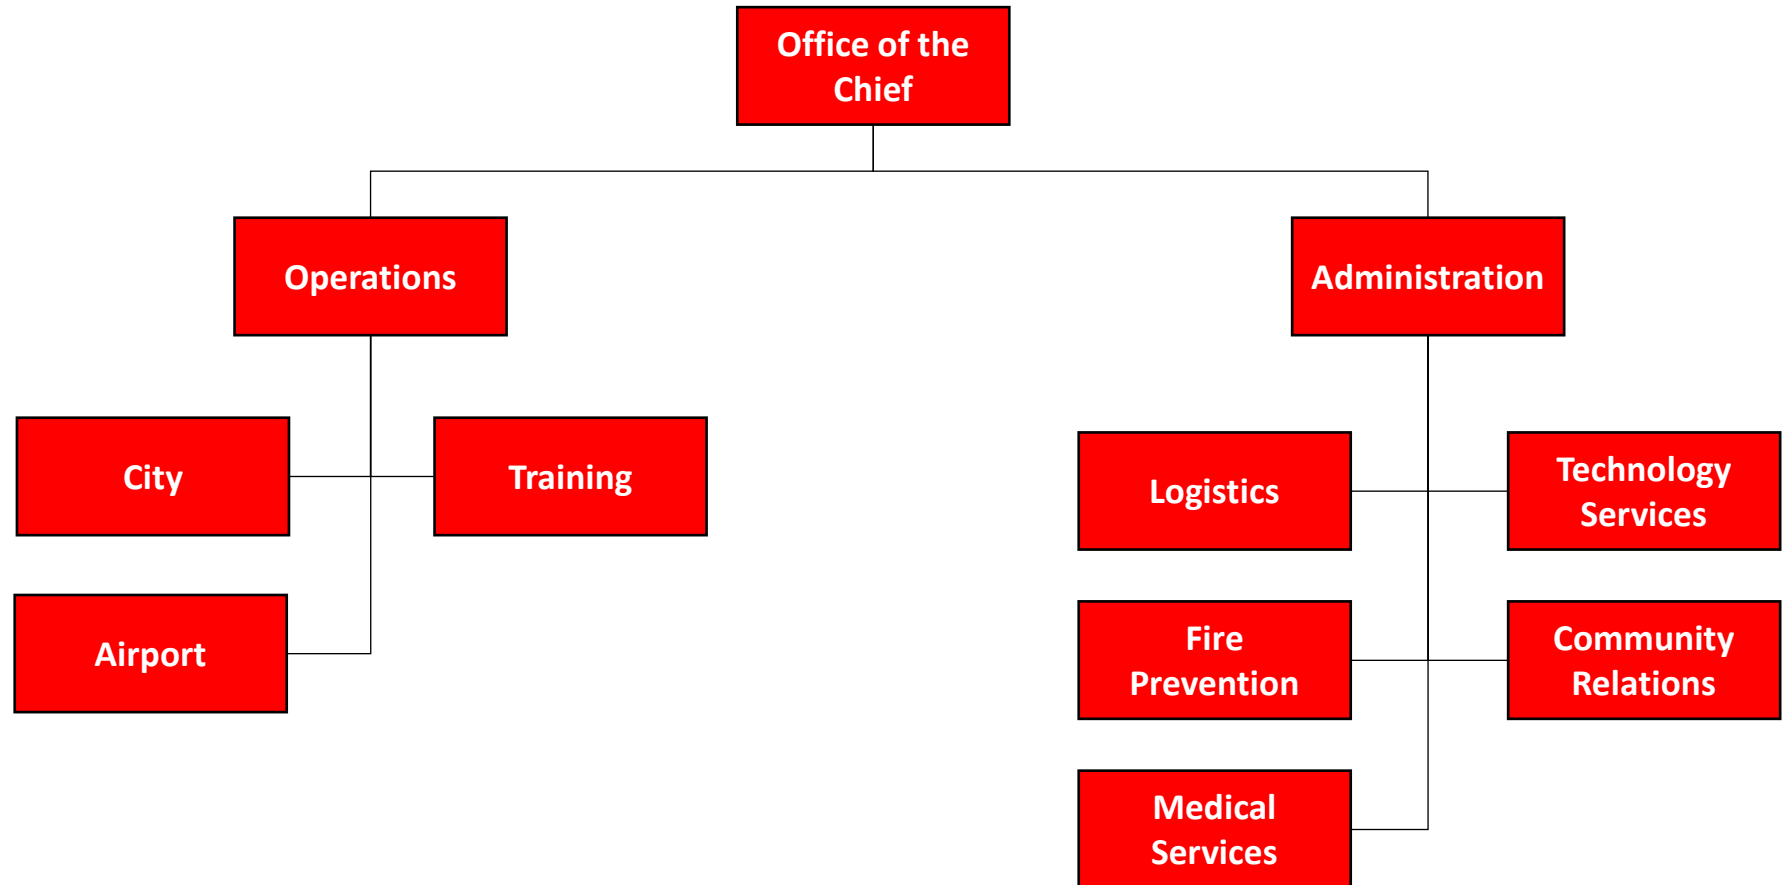 Office of the
Chief
Operations
Administration
City
Training
Airport
Logistics
Technology
Services
Fire
Prevention
Community
Relations
Medical
Services